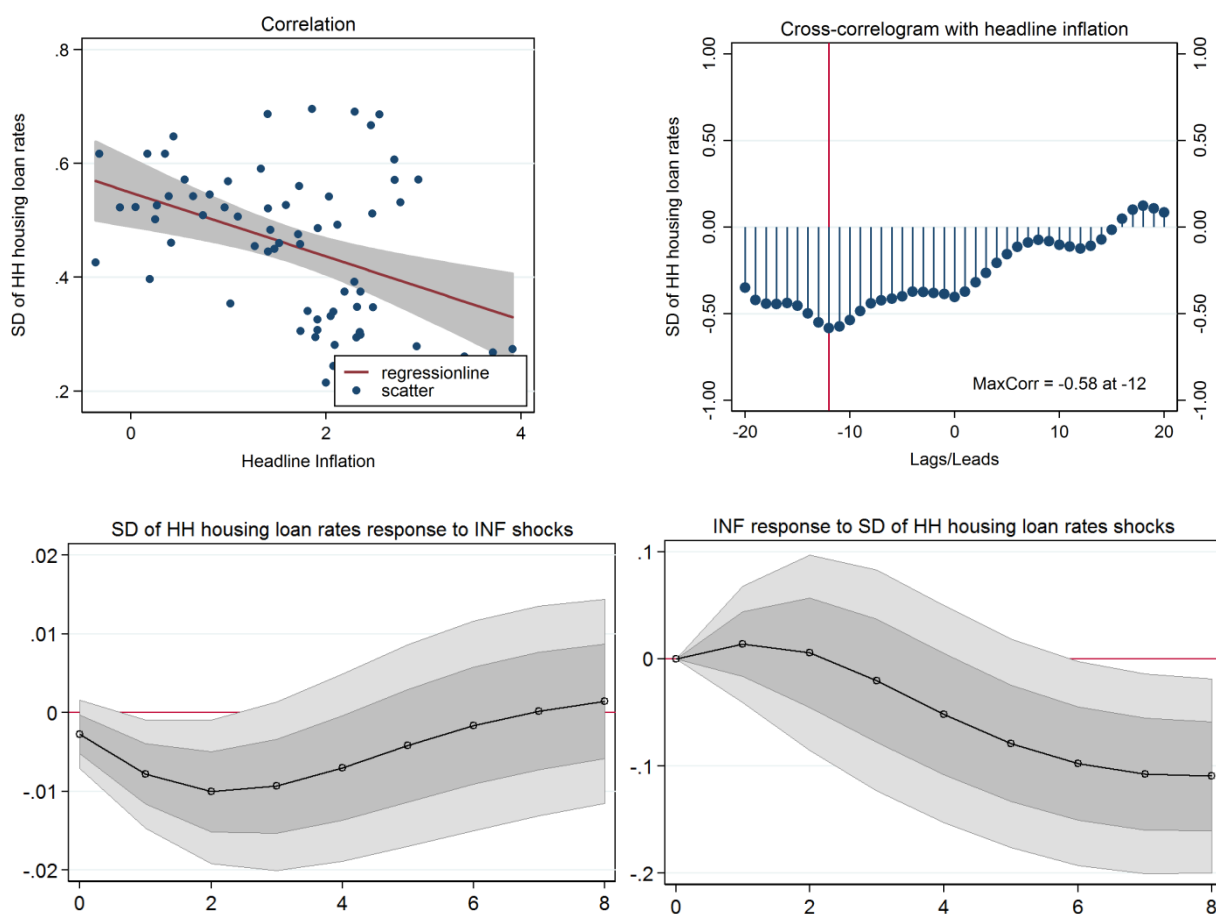 Correlation
SD of HH housing loan rates
.8
.6
.4
.2
regressionline
scatter
0 2 4
Headline Inflation
Cross-correlogram with headline inflation
SD of HH housing loan rates
1.00 1.00
0.50 0.50
0.00 0.00
-0.50 -0.50
-1.00 -1.00
MaxCorr = -0.58 at -12
-20 -10 0 10 20
Lags/Leads
SD of HH housing loan rates response to INF shocks
.02
.01
0
-.01
-.02
0 2 4 6 8
INF response to SD of HH housing loan rates shocks
.1
0
-.1
-.2
0 2 4 6 8